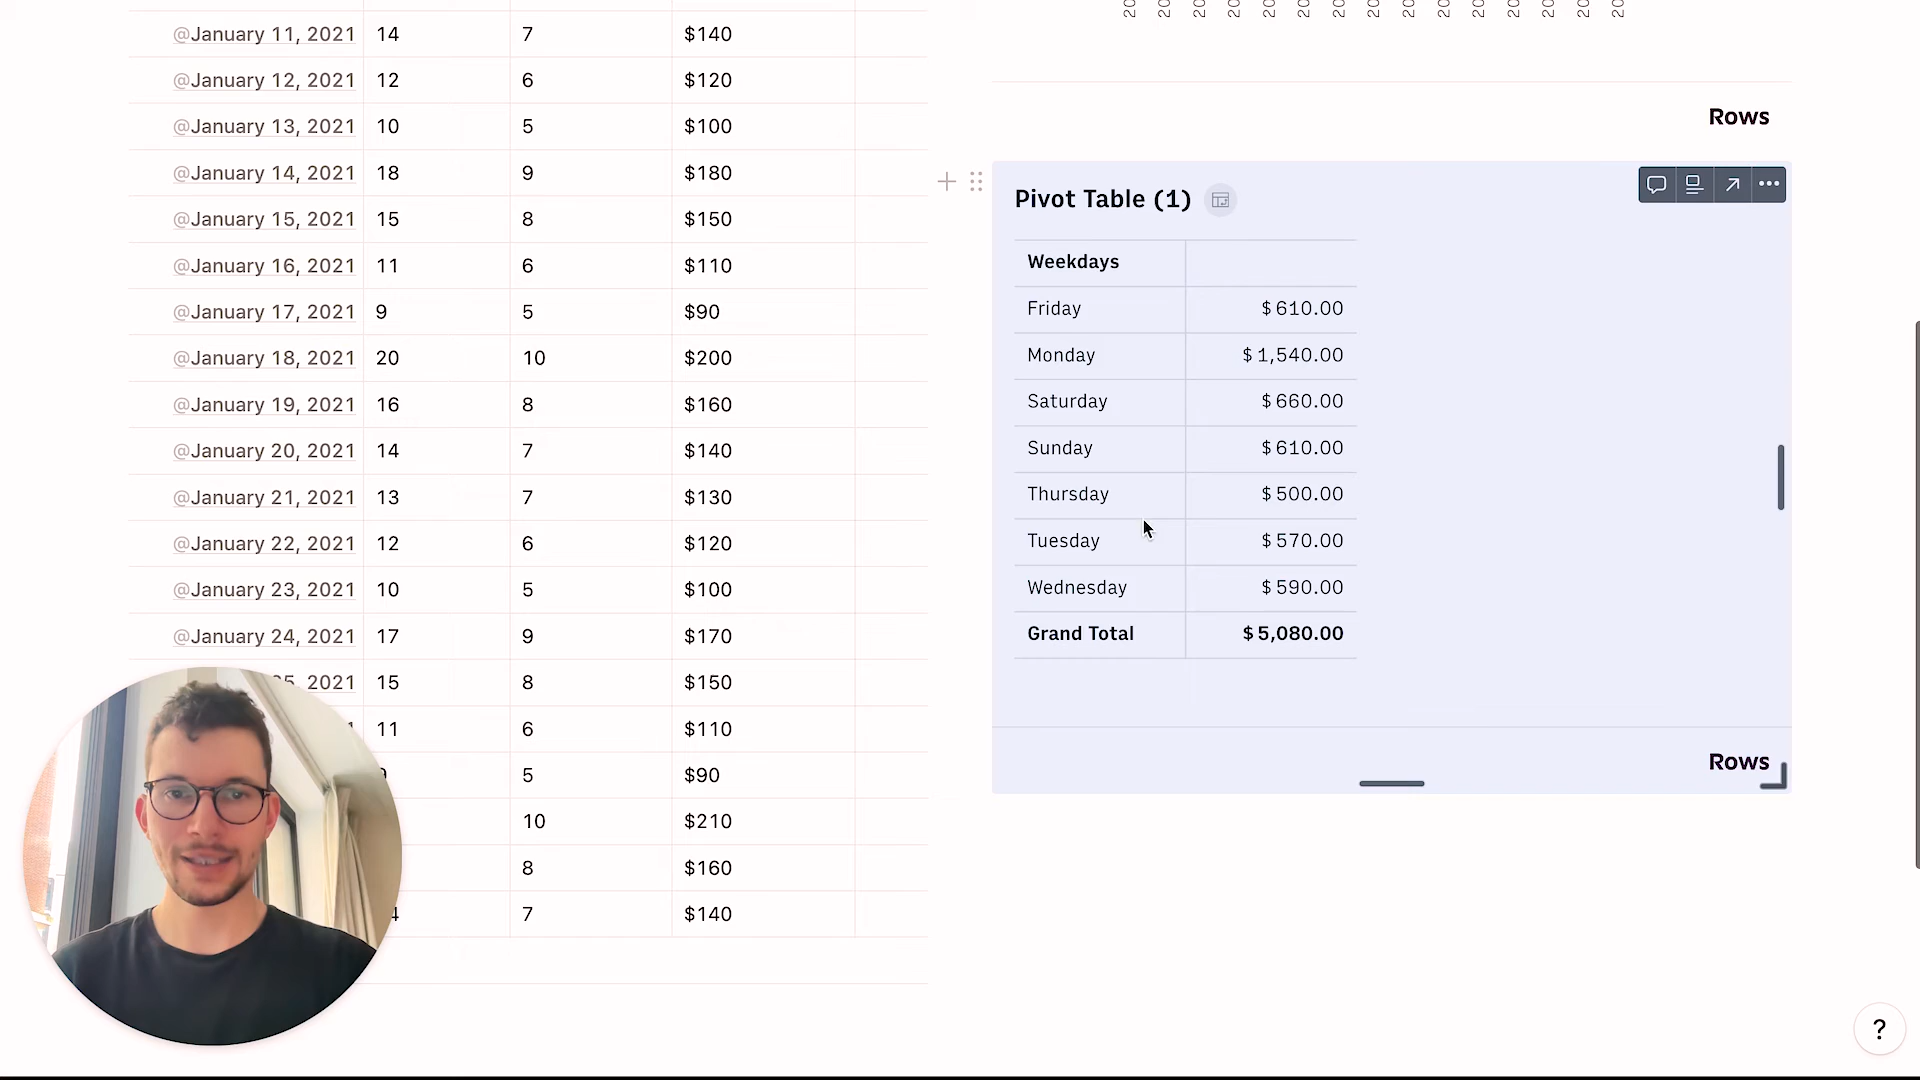 @January 11, 2021 14 7 $140
@January 12, 2021 12 6 $120
@January 13, 2021 10 5 $100
@January 14, 2021 18 9 $180
@January 15, 2021 15 8 $150
@January 16, 2021 11 6 $110
@January 17, 2021 9 5 $90
@January 18, 2021 20 10 $200
@January 19, 2021 16 8 $160
@January 20, 2021 14 7 $140
@January 21, 2021 13 7 $130
@January 22, 2021 12 6 $120
@January 23, 2021 10 5 $100
@January 24, 2021 17 9 $170
2021 15 8 $150
11 6 $110
5 $90
10 $210
8 $160
7 $140
Rows
Pivot Table (1)
Weekdays
Friday $ 610.00
Monday $ 1,540.00
Saturday $ 660.00
Sunday $ 610.00
Thursday $ 500.00
Tuesday $ 570.00
Wednesday $ 590.00
Grand Total $ 5,080.00
Rows
?